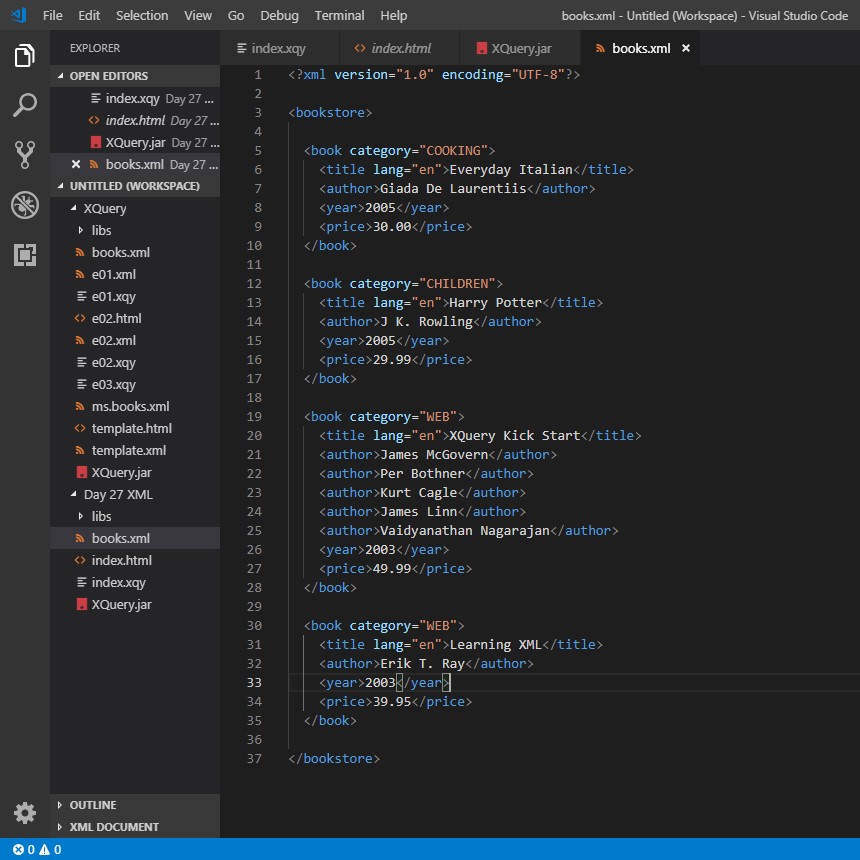 File Edit Selection View Go Debug Terminal Help books.xml - Untitled (Workspace) - Visual Studio Code
EXPLORER
OPEN EDITORS
index.xqy Day 27 ...
index.html Day 27 ...
XQuery.jar Day 27 ...
books.xml Day 27 ...
UNTITLED (WORKSPACE)
XQuery
libs
books.xml
e01.xml
e01.xqy
e02.html
e02.xml
e02.xqy
e03.xqy
ms.books.xml
template.html
template.xml
XQuery.jar
Day 27 XML
libs
books.xml
index.html
index.xqy
XQuery.jar
OUTLINE
XML DOCUMENT
index.xqy index.html XQuery.jar books.xml
1 <?xml version="1.0" encoding="UTF-8"?>
2
3 <bookstore>
4
5 <book category="COOKING">
6 <title lang="en">Everyday Italian</title>
7 <author>Giada De Laurentiis</author>
8 <year>2005</year>
9 <price>30.00</price>
10 </book>
11
12 <book category="CHILDREN">
13 <title lang="en">Harry Potter</title>
14 <author>J K. Rowling</author>
15 <year>2005</year>
16 <price>29.99</price>
17 </book>
18
19 <book category="WEB">
20 <title lang="en">XQuery Kick Start</title>
21 <author>James McGovern</author>
22 <author>Per Bothner</author>
23 <author>Kurt Cagle</author>
24 <author>James Linn</author>
25 <author>Vaidyanathan Nagarajan</author>
26 <year>2003</year>
27 <price>49.99</price>
28 </book>
29
30 <book category="WEB">
31 <title lang="en">Learning XML</title>
32 <author>Erik T. Ray</author>
33 <year>2003</year>
34 <price>39.95</price>
35 </book>
36
37 </bookstore>
0 0